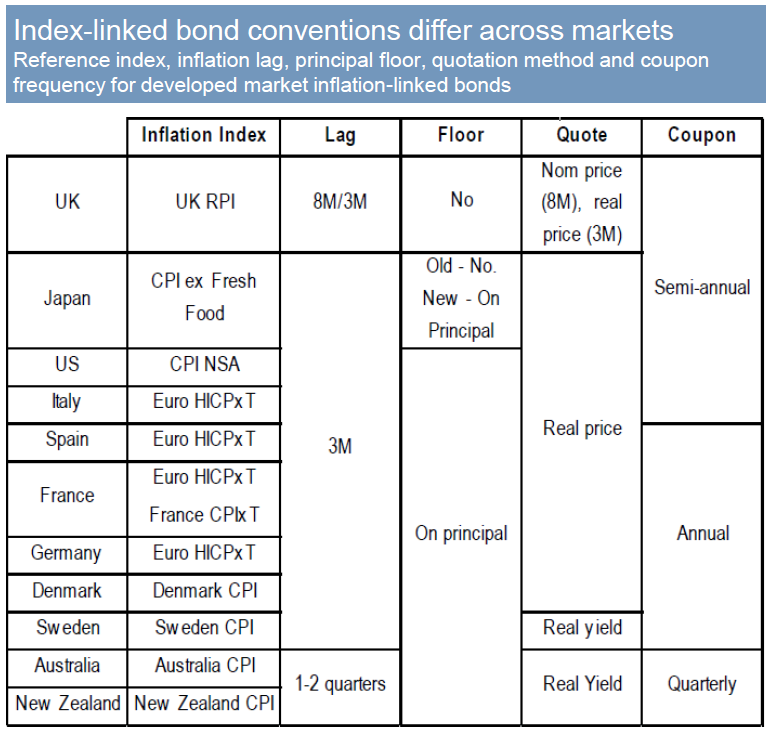 Index-linked bond conventions differ across markets
Reference index, inflation lag, principal floor, quotation method and coupon
frequency for developed market inflation-linked bonds
Inflation Index Lag Floor Quote Coupon
UK UK RPI 8M/3M No Nom price
(8M), real
price (3M)
Semi-annual
Japan CPI ex Fresh
Food
3M
Old - No.
New - On
Principal
Real price
US CPI NSA On principal
Italy Euro HICPxT
Spain Euro HICPxT Annual
France Euro HICPxT
France CPIxT
Germany Euro HICPxT
Denmark Denmark CPI
Sweden Sweden CPI Real yield
Australia Australia CPI 1-2 quarters Real Yield Quarterly
New Zealand New Zealand CPI